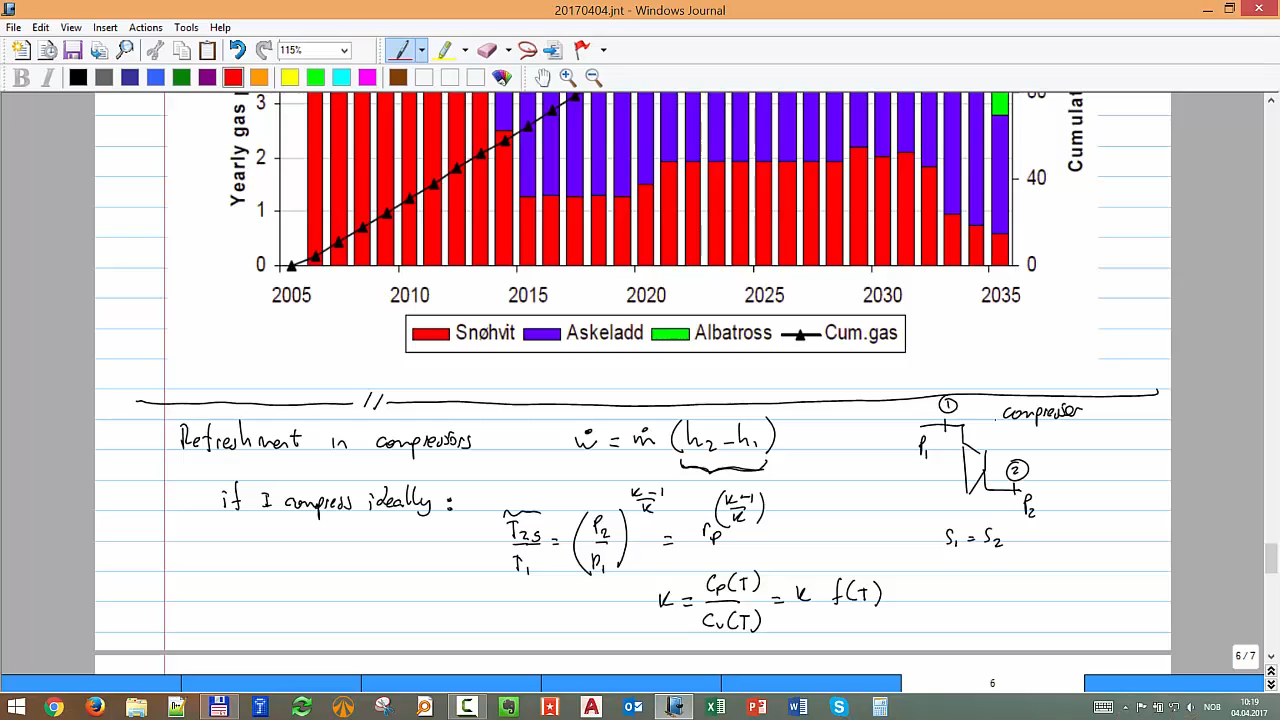 20170404.jnt - Windows Journal
File Edit View Insert Actions Tools Help
115%
Yearly gas
3
2
1
0
60
40
0
Cumulat
2005 2010 2015 2020 2025 2030 2035
Snøhvit Askeladd Albatross Cum.gas
Refreshment in compressors ẇ = ṁ (h2 - h1)
① compressor
P1
② P2
if I compress ideally :
T2s/T1 = (P2/P1)^(k-1/k) = rp^(k-1/k)
S1 = S2
k = Cp(T)/Cv(T) = k f(T)
6 / 7
6
NOB
10:19
04.04.2017